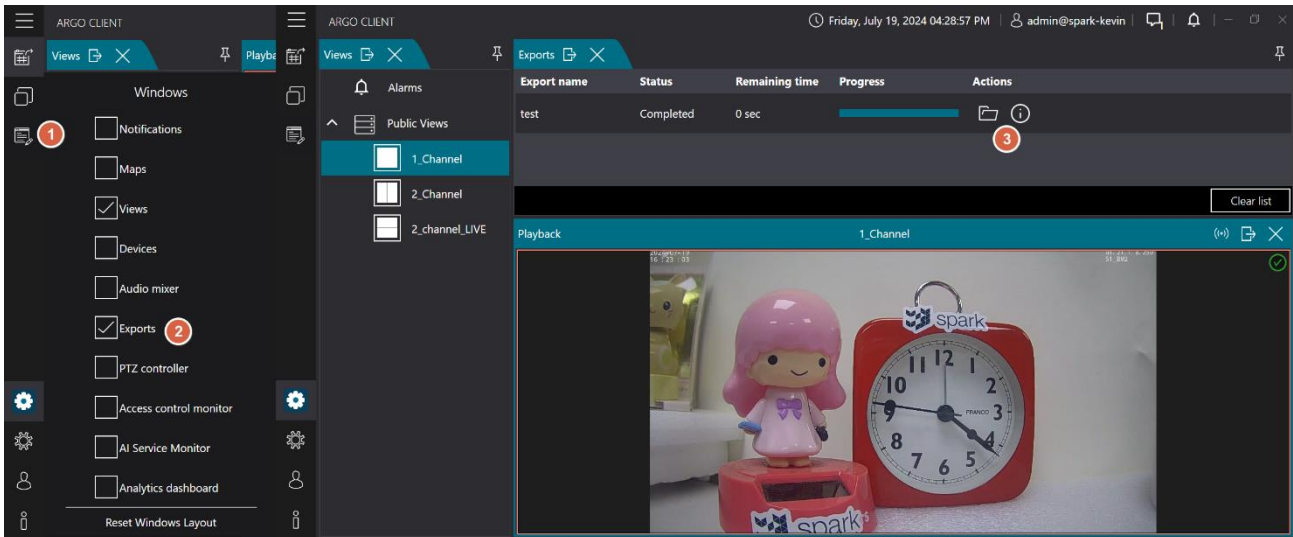 ARGO CLIENT
Views
Playba
Windows
1
Notifications
Maps
Views
Devices
Audio mixer
Exports
2
PTZ controller
Access control monitor
AI Service Monitor
Analytics dashboard
Reset Windows Layout
ARGO CLIENT
Friday, July 19, 2024 04:28:57 PM
admin@spark-kevin
Views
Alarms
Public Views
1_Channel
2_Channel
2_channel_LIVE
Exports
Export name Status Remaining time Progress Actions
test Completed 0 sec
3
Clear list
Playback 1_Channel
spark
11 12 1
10 2
9 FRANCO 3
8 4
7 6 5
spark